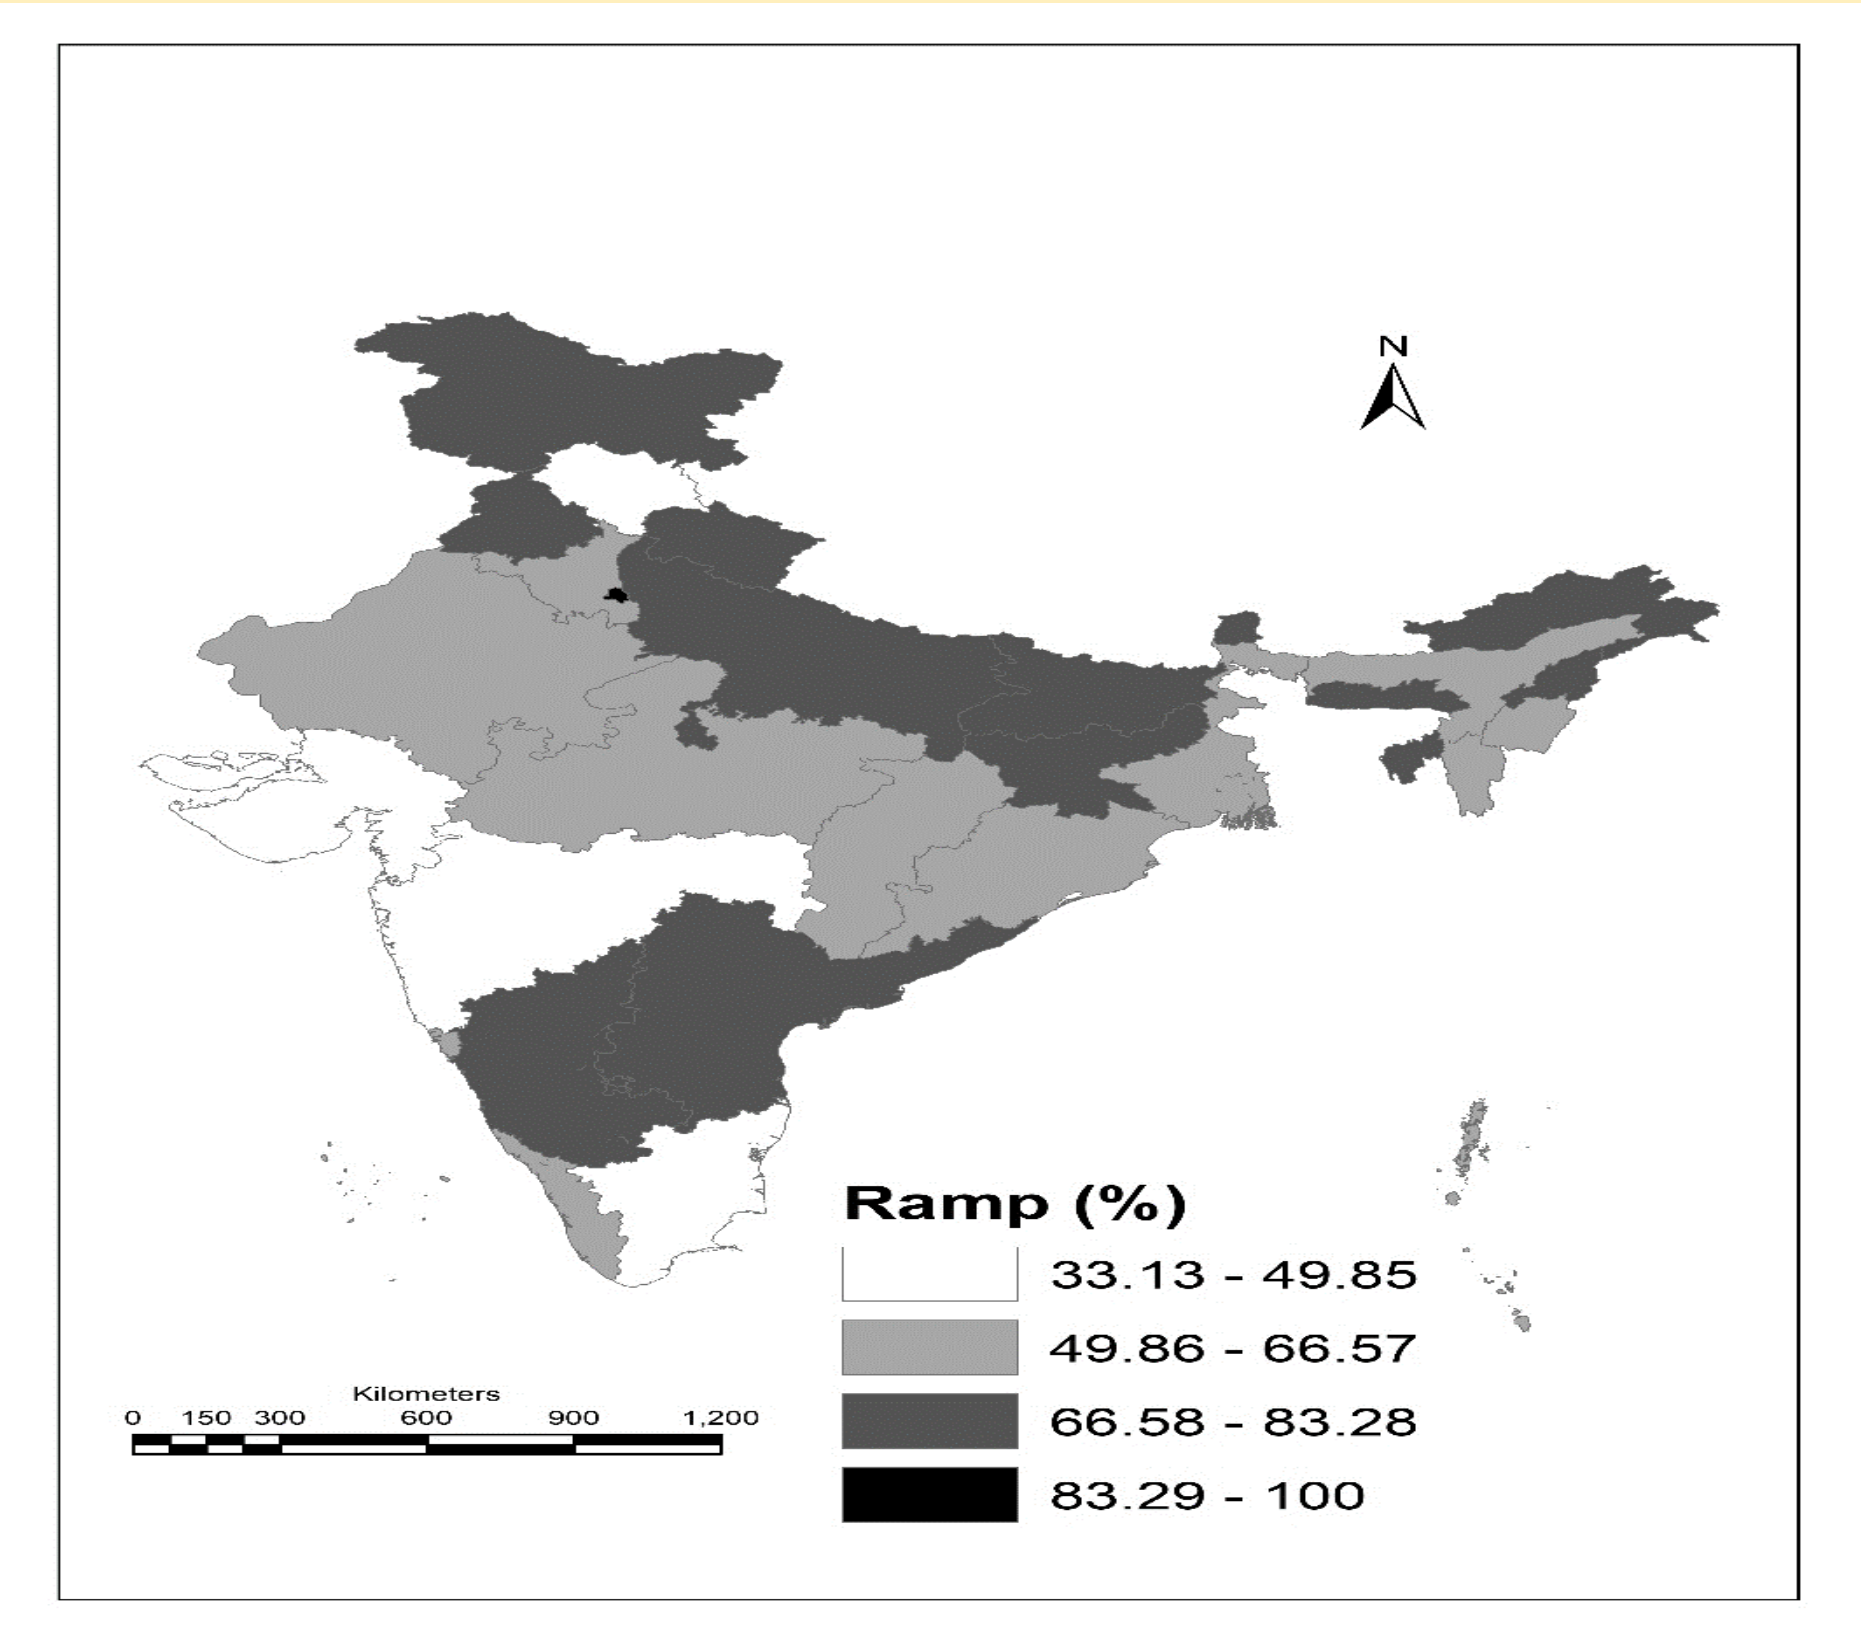 N
Ramp (%)
33.13 - 49.85
49.86 - 66.57
66.58 - 83.28
83.29 - 100
Kilometers
0 150 300 600 900 1,200